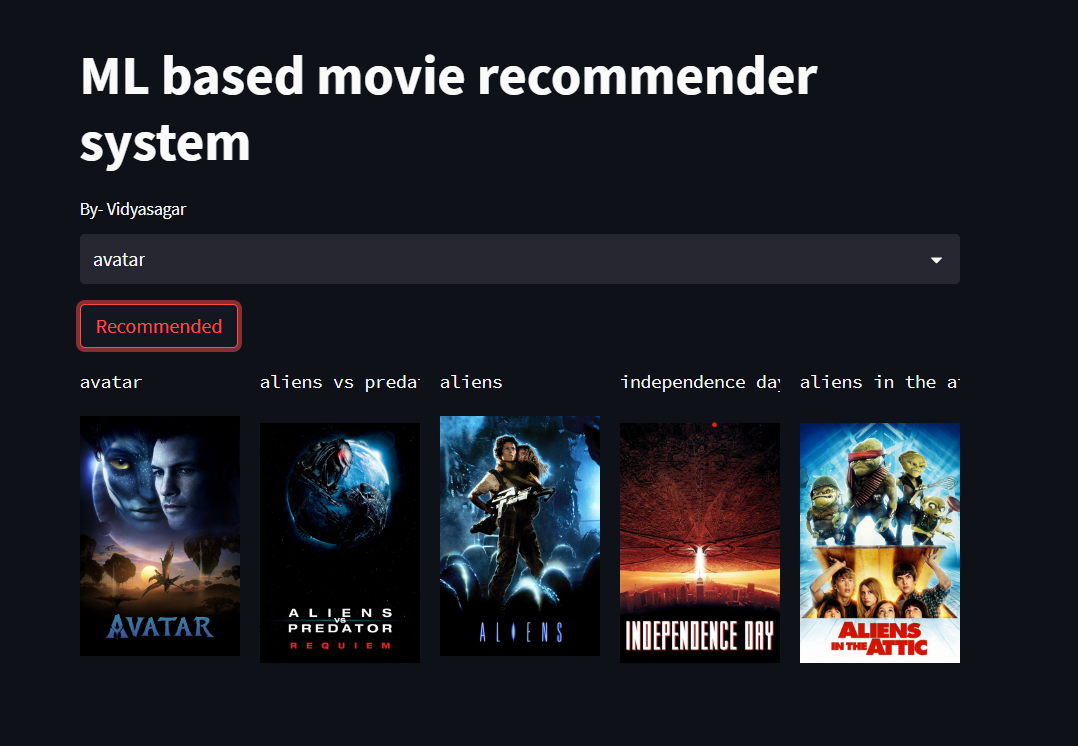 ML based movie recommender
system
By- Vidyasagar
avatar
Recommended
avatar
aliens vs preda
aliens
independence day
aliens in the a
AVATAR
ALIENS
VS
PREDATOR
REQUIEM
ALIENS
INDEPENDENCE DAY
ALIENS
IN THE ATTIC